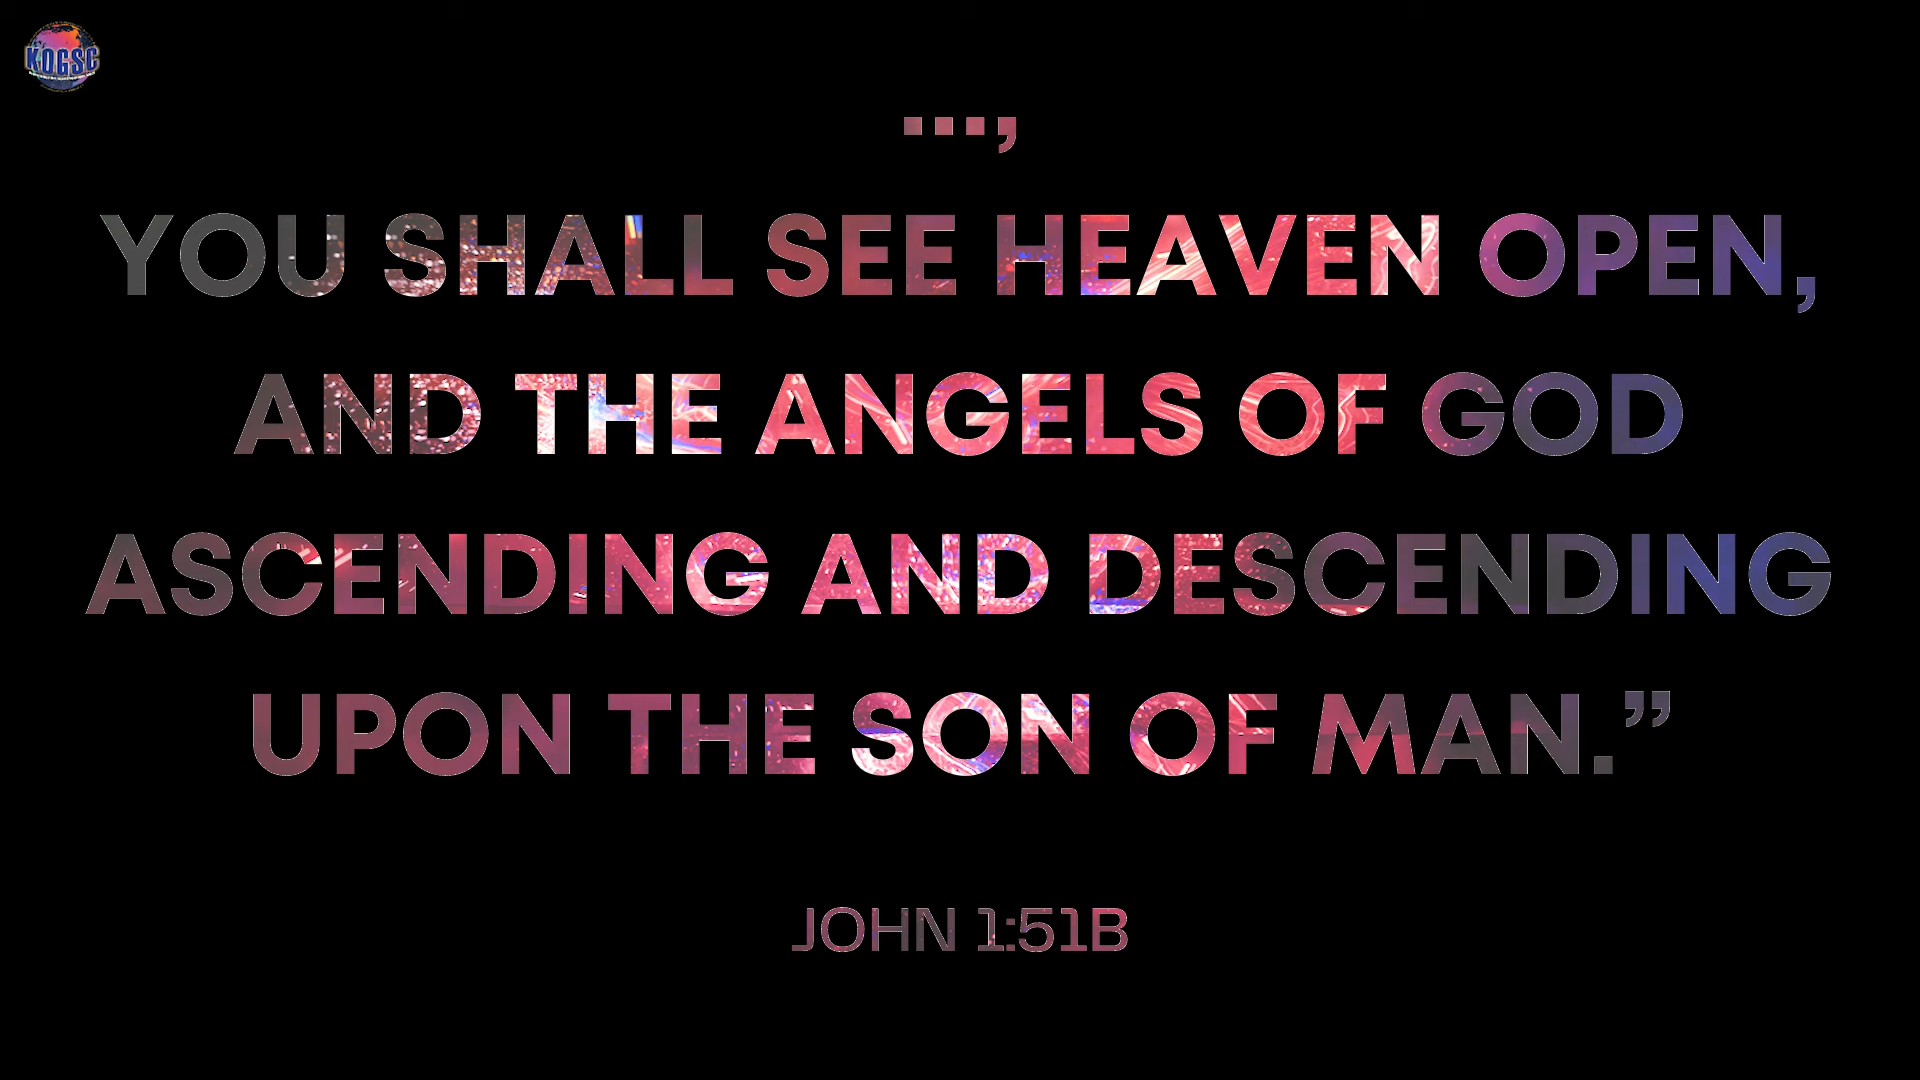 KOGSC
...,
YOU SHALL SEE HEAVEN OPEN,
AND THE ANGELS OF GOD
ASCENDING AND DESCENDING
UPON THE SON OF MAN.”
JOHN 1:51B